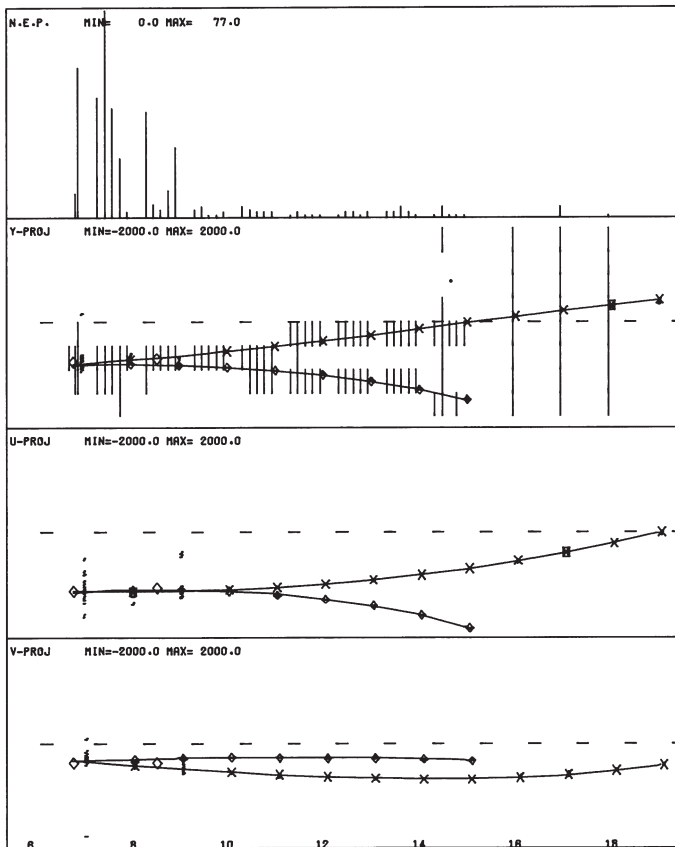 N.E.P. MIN= 0.0 MAX= 77.0
Y-PROJ MIN=-2000.0 MAX= 2000.0
U-PROJ MIN=-2000.0 MAX= 2000.0
V-PROJ MIN=-2000.0 MAX= 2000.0
6 8 10 12 14 16 18